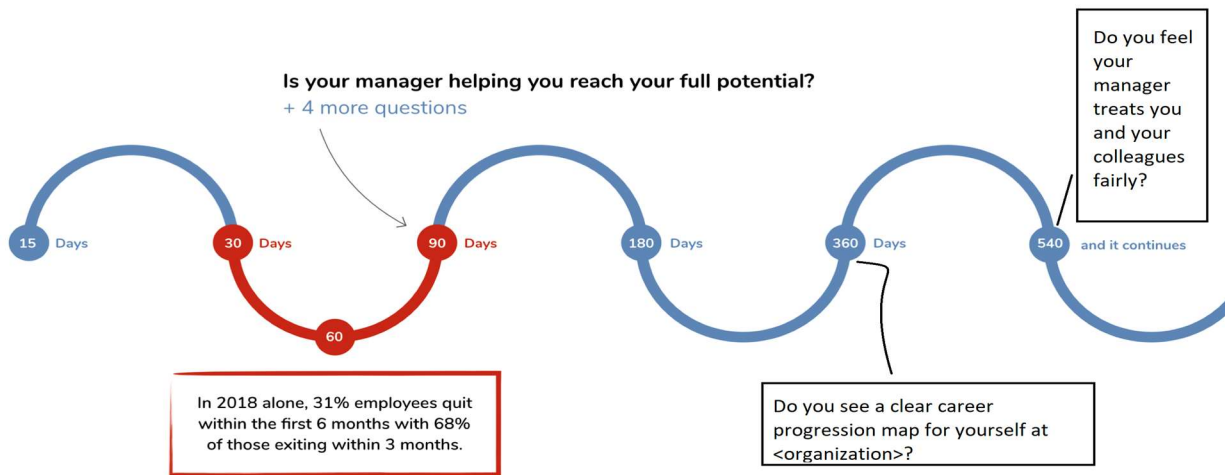 Is your manager helping you reach your full potential?
+ 4 more questions
Do you feel
your
manager
treats you
and your
colleagues
fairly?
15 Days
30 Days
90 Days
180 Days
360 Days
540 and it continues
60
In 2018 alone, 31% employees quit
within the first 6 months with 68%
of those exiting within 3 months.
Do you see a clear career
progression map for yourself at
<organization>?